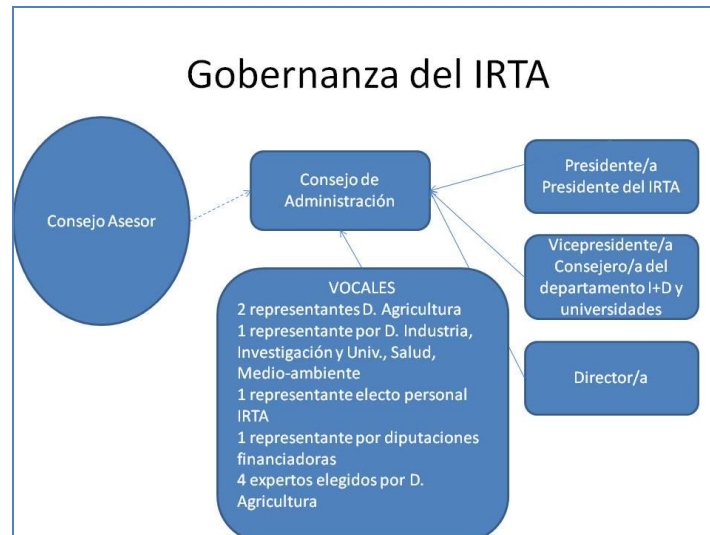 Gobernanza del IRTA
Consejo Asesor
Consejo de
Administración
Presidente/a
Presidente del IRTA
Vicepresidente/a
Consejero/a del
departamento I+D y
universidades
Director/a
VOCALES
2 representantes D. Agricultura
1 representante por D. Industria,
Investigación y Univ., Salud,
Medio-ambiente
1 representante electo personal
IRTA
1 representante por diputaciones
financiadoras
4 expertos elegidos por D.
Agricultura